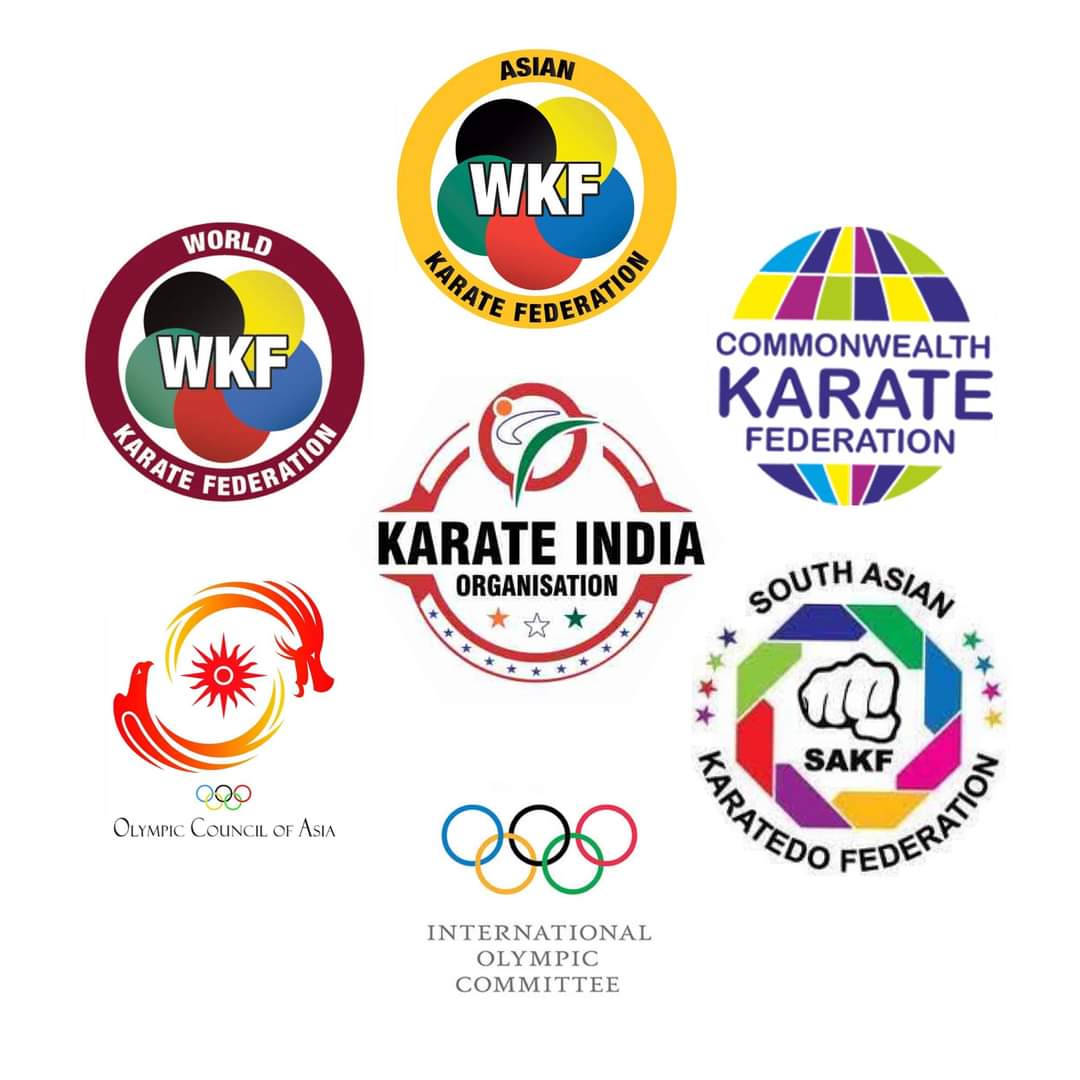 ASIAN
WKF
KARATE FEDERATION
WORLD
WKF
KARATE FEDERATION
COMMONWEALTH
KARATE
FEDERATION
KARATE INDIA
ORGANISATION
SOUTH ASIAN
SAKF
KARATEDO FEDERATION
OLYMPIC COUNCIL OF ASIA
INTERNATIONAL
OLYMPIC
COMMITTEE